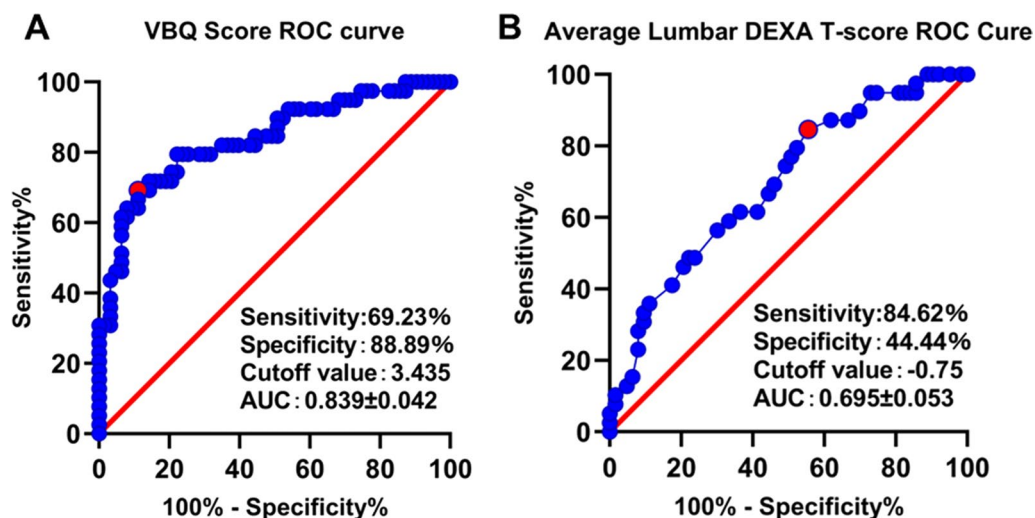 A
VBQ Score ROC curve
100
80
60
40
20
0
Sensitivity%
Sensitivity:69.23%
Specificity:88.89%
Cutoff value:3.435
AUC:0.839±0.042
0 20 40 60 80 100
100% - Specificity%
B
Average Lumbar DEXA T-score ROC Cure
100
80
60
40
20
0
Sensitivity%
Sensitivity:84.62%
Specificity:44.44%
Cutoff value:-0.75
AUC:0.695±0.053
0 20 40 60 80 100
100% - Specificity%